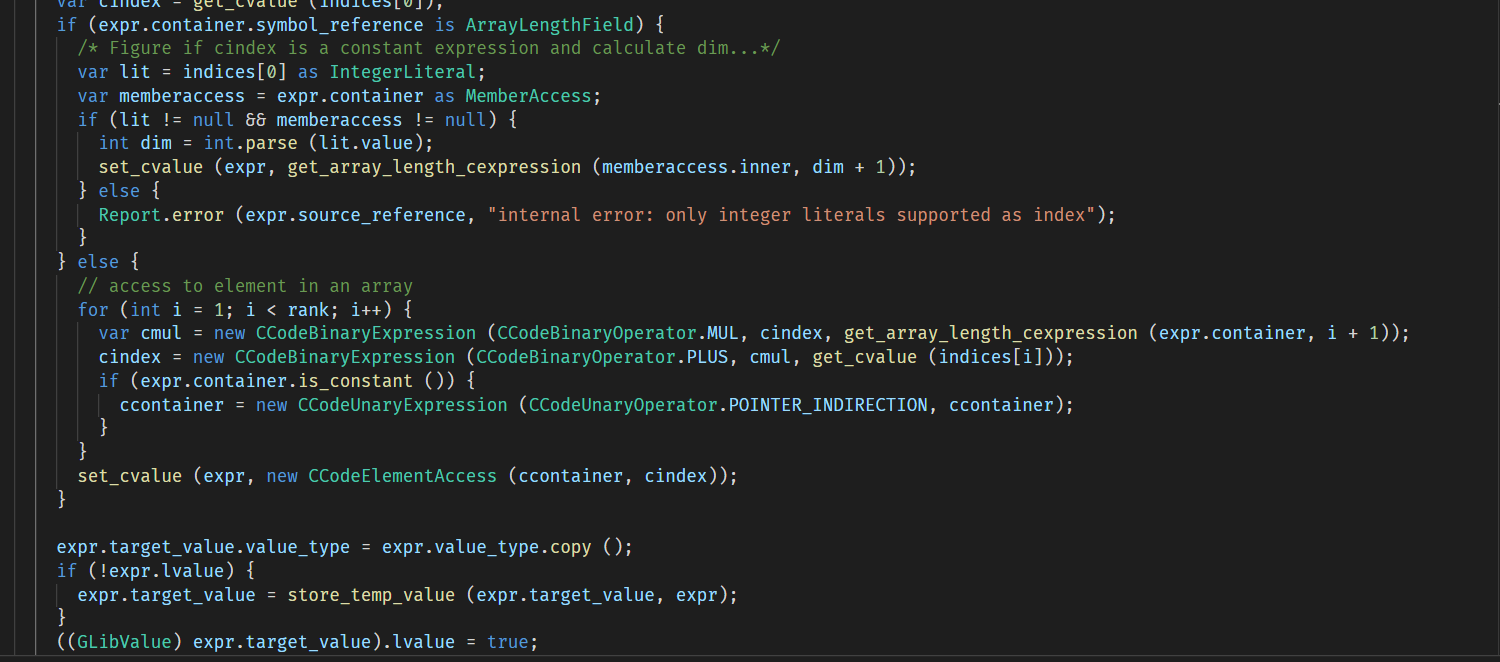 var cindex = get_cvalue (indices[0]);
if (expr.container.symbol_reference is ArrayLengthField) {
/* Figure if cindex is a constant expression and calculate dim...*/
var lit = indices[0] as IntegerLiteral;
var memberaccess = expr.container as MemberAccess;
if (lit != null && memberaccess != null) {
int dim = int.parse (lit.value);
set_cvalue (expr, get_array_length_cexpression (memberaccess.inner, dim + 1));
} else {
Report.error (expr.source_reference, "internal error: only integer literals supported as index");
}
} else {
// access to element in an array
for (int i = 1; i < rank; i++) {
var cmul = new CCodeBinaryExpression (CCodeBinaryOperator.MUL, cindex, get_array_length_cexpression (expr.container, i + 1));
cindex = new CCodeBinaryExpression (CCodeBinaryOperator.PLUS, cmul, get_cvalue (indices[i]));
if (expr.container.is_constant ()) {
ccontainer = new CCodeUnaryExpression (CCodeUnaryOperator.POINTER_INDIRECTION, ccontainer);
}
}
set_cvalue (expr, new CCodeElementAccess (ccontainer, cindex));
}
expr.target_value.value_type = expr.value_type.copy ();
if (!expr.lvalue) {
expr.target_value = store_temp_value (expr.target_value, expr);
}
((GLibValue) expr.target_value).lvalue = true;